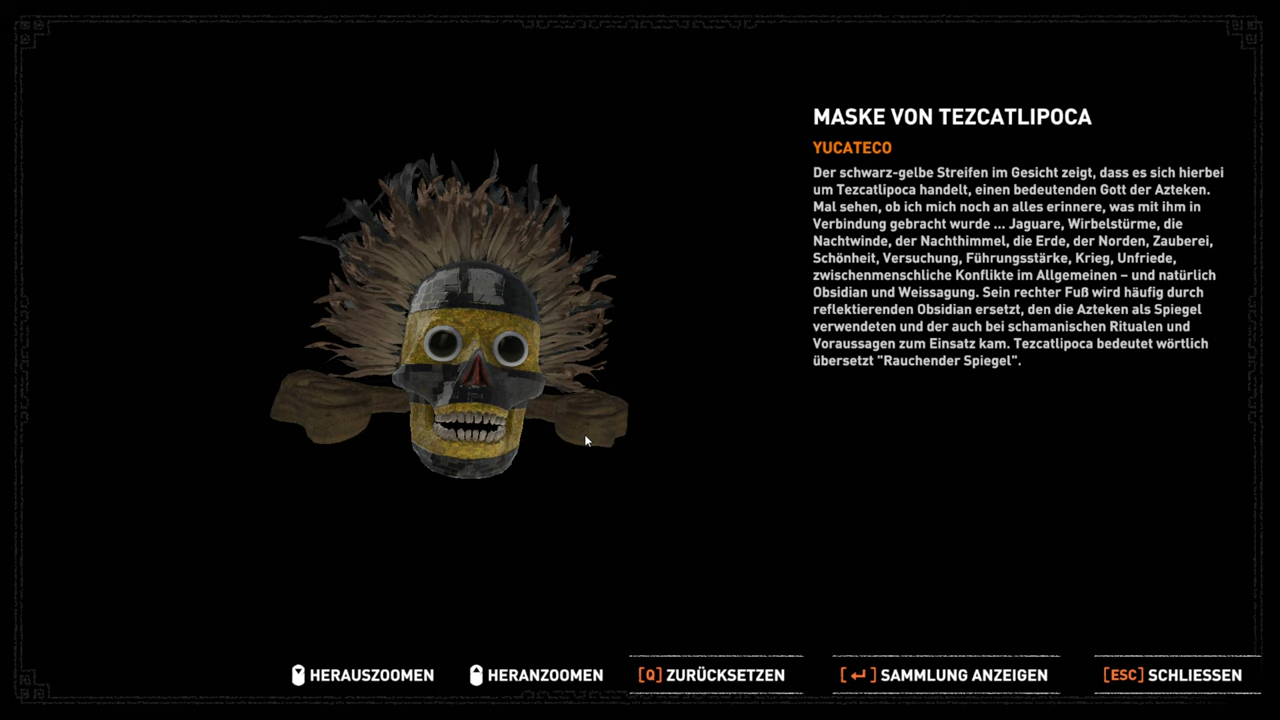 MASKE VON TEZCATLIPOCA
YUCATECO
Der schwarz-gelbe Streifen im Gesicht zeigt, dass es sich hierbei
um Tezcatlipoca handelt, einen bedeutenden Gott der Azteken.
Mal sehen, ob ich mich noch an alles erinnere, was mit ihm in
Verbindung gebracht wurde ... Jaguare, Wirbelstürme, die
Nachtwinde, der Nachthimmel, die Erde, der Norden, Zauberei,
Schönheit, Versuchung, Führungsstärke, Krieg, Unfriede,
zwischenmenschliche Konflikte im Allgemeinen – und natürlich
Obsidian und Weissagung. Sein rechter Fuß wird häufig durch
reflektierenden Obsidian ersetzt, den die Azteken als Spiegel
verwendeten und der auch bei schamanischen Ritualen und
Voraussagen zum Einsatz kam. Tezcatlipoca bedeutet wörtlich
übersetzt "Rauchender Spiegel".
HERAUSZOOMEN HERANZOOMEN [Q] ZURÜCKSETZEN [↵] SAMMLUNG ANZEIGEN [ESC] SCHLIESSEN